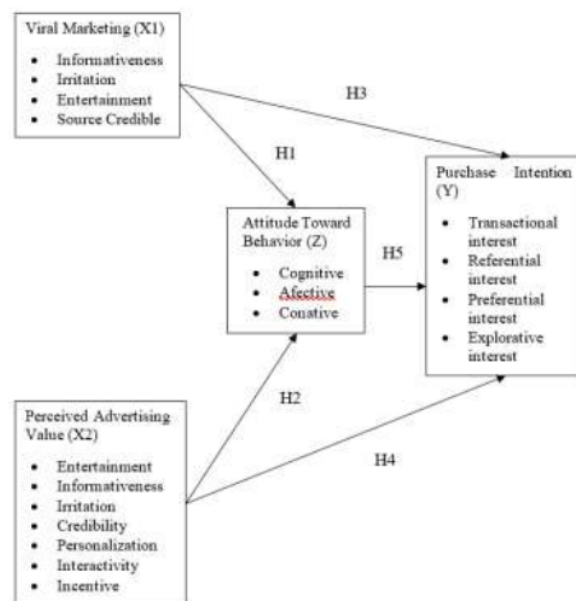 Viral Marketing (X1)
• Informativeness
• Irritation
• Entertainment
• Source Credible
H3
H1
Purchase Intention
(Y)
• Transactional
interest
• Referential
interest
• Preferential
interest
• Explorative
interest
Attitude Toward
Behavior (Z)
• Cognitive
• Afective
• Conative
H5
H2
H4
Perceived Advertising
Value (X2)
• Entertainment
• Informativeness
• Irritation
• Credibility
• Personalization
• Interactivity
• Incentive